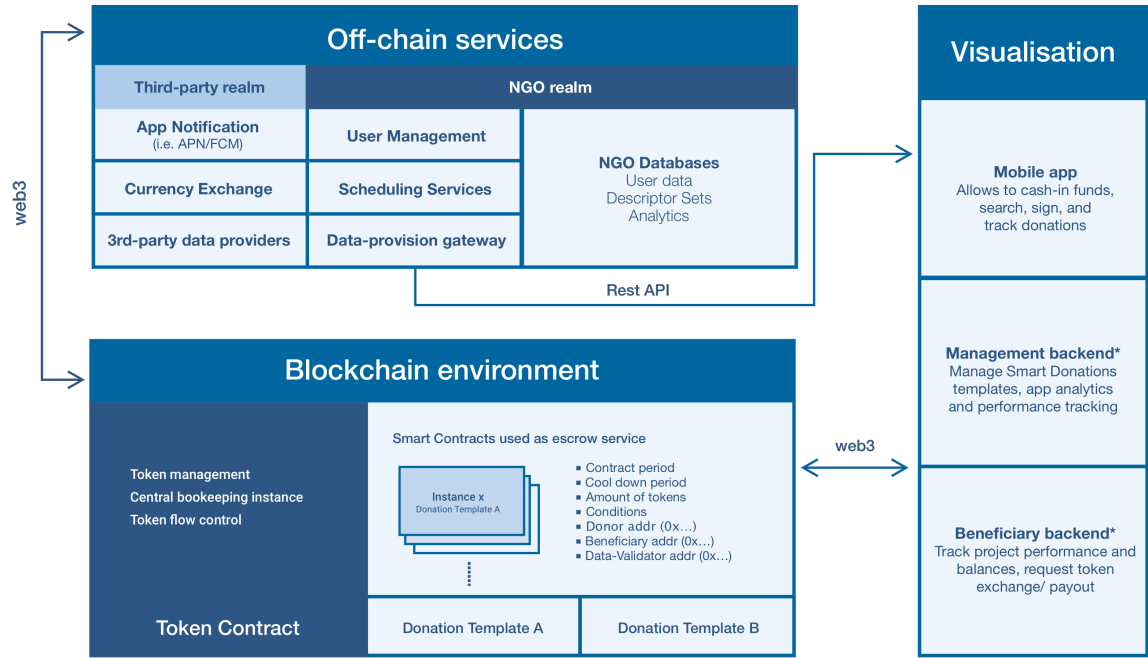 web3
Off-chain services
Third-party realm
NGO realm
App Notification
(i.e. APN/FCM)
Currency Exchange
3rd-party data providers
User Management
Scheduling Services
Data-provision gateway
NGO Databases
User data
Descriptor Sets
Analytics
Rest API
Blockchain environment
Token management
Central bookeeping instance
Token flow control
Token Contract
Smart Contracts used as escrow service
Instance x
Donation Template A
▪ Contract period
▪ Cool down period
▪ Amount of tokens
▪ Conditions
▪ Donor addr (0x...)
▪ Beneficiary addr (0x...)
▪ Data-Validator addr (0x...)
Donation Template A
Donation Template B
web3
Visualisation
Mobile app
Allows to cash-in funds,
search, sign, and
track donations
Management backend*
Manage Smart Donations
templates, app analytics
and performance tracking
Beneficiary backend*
Track project performance and
balances, request token
exchange/ payout